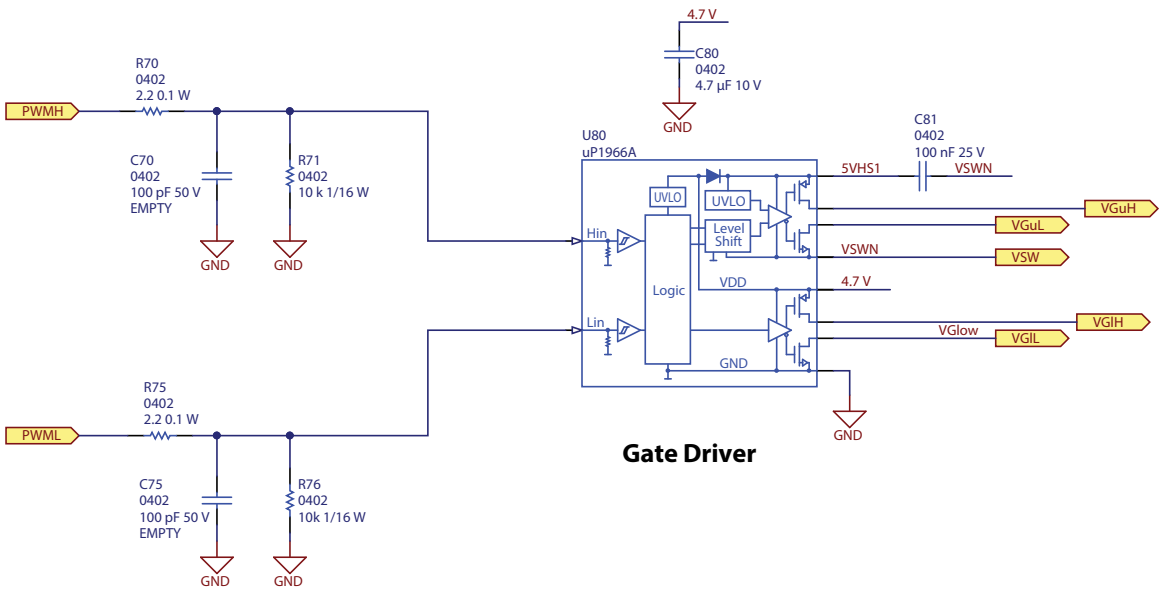 4.7 V
C80
0402
4.7 µF 10 V
GND
R70
0402
2.2 0.1 W
PWMH
C70
0402
100 pF 50 V
EMPTY
R71
0402
10 k 1/16 W
GND
GND
U80
uP1966A
C81
0402
100 nF 25 V
5VHS1
VSWN
UVLO
UVLO
VGuH
Hin
Level
Shift
VGuL
VSWN
VSW
Logic
VDD
4.7 V
Lin
VGlH
VGlow
VGlL
GND
GND
R75
0402
2.2 0.1 W
PWML
C75
0402
100 pF 50 V
EMPTY
R76
0402
10k 1/16 W
GND
GND
Gate Driver